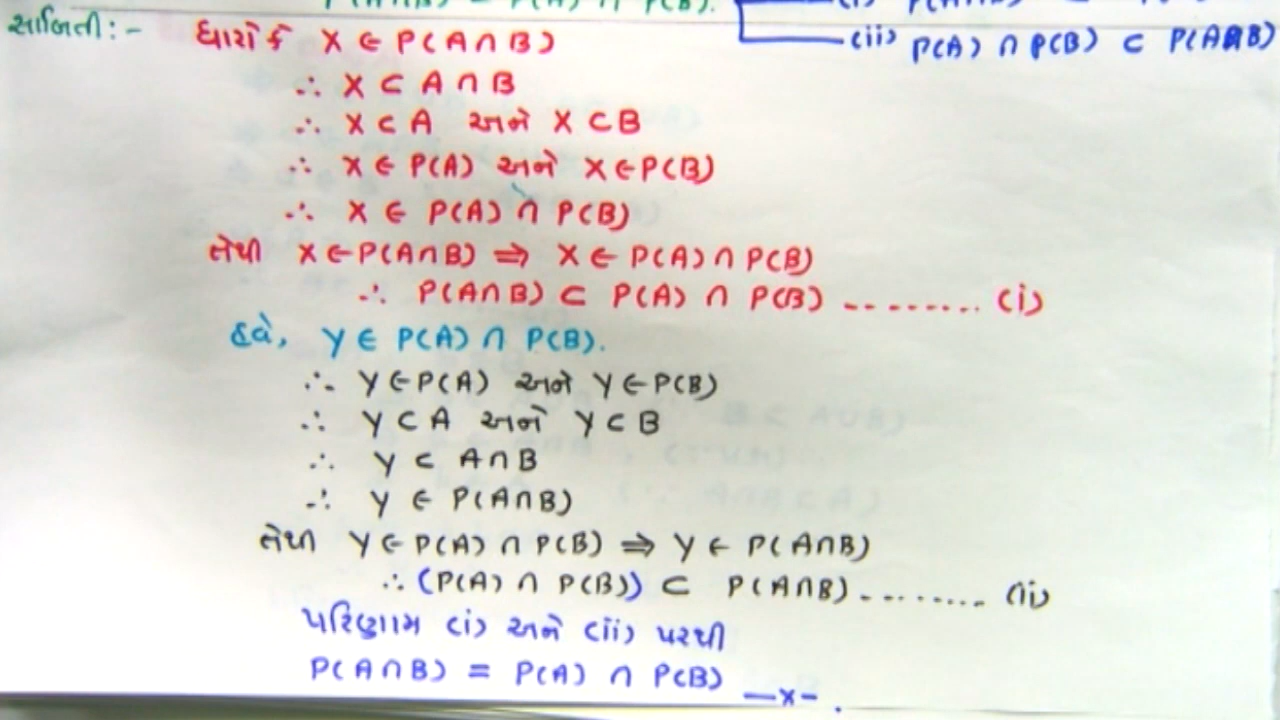 P(A∩B) = P(A) ∩ P(B).
સાબિતી:- ધારો કે X ∈ P(A∩B)
(ii) P(A) ∩ P(B) ⊂ P(A∩B)
∴ X ⊂ A ∩ B
∴ X ⊂ A અને X ⊂ B
∴ X ∈ P(A) અને X ∈ P(B)
∴ X ∈ P(A) ∩ P(B)
તેથી X ∈ P(A∩B) ⇒ X ∈ P(A) ∩ P(B)
∴ P(A∩B) ⊂ P(A) ∩ P(B) --------- (i)
હવે, Y ∈ P(A) ∩ P(B).
∴ Y ∈ P(A) અને Y ∈ P(B)
∴ Y ⊂ A અને Y ⊂ B
∴ Y ⊂ A∩B
∴ Y ∈ P(A∩B)
તેથી Y ∈ P(A) ∩ P(B) ⇒ Y ∈ P(A∩B)
∴ (P(A) ∩ P(B)) ⊂ P(A∩B) --------- (ii)
પરિણામ (i) અને (ii) પરથી
P(A∩B) = P(A) ∩ P(B) —x— .